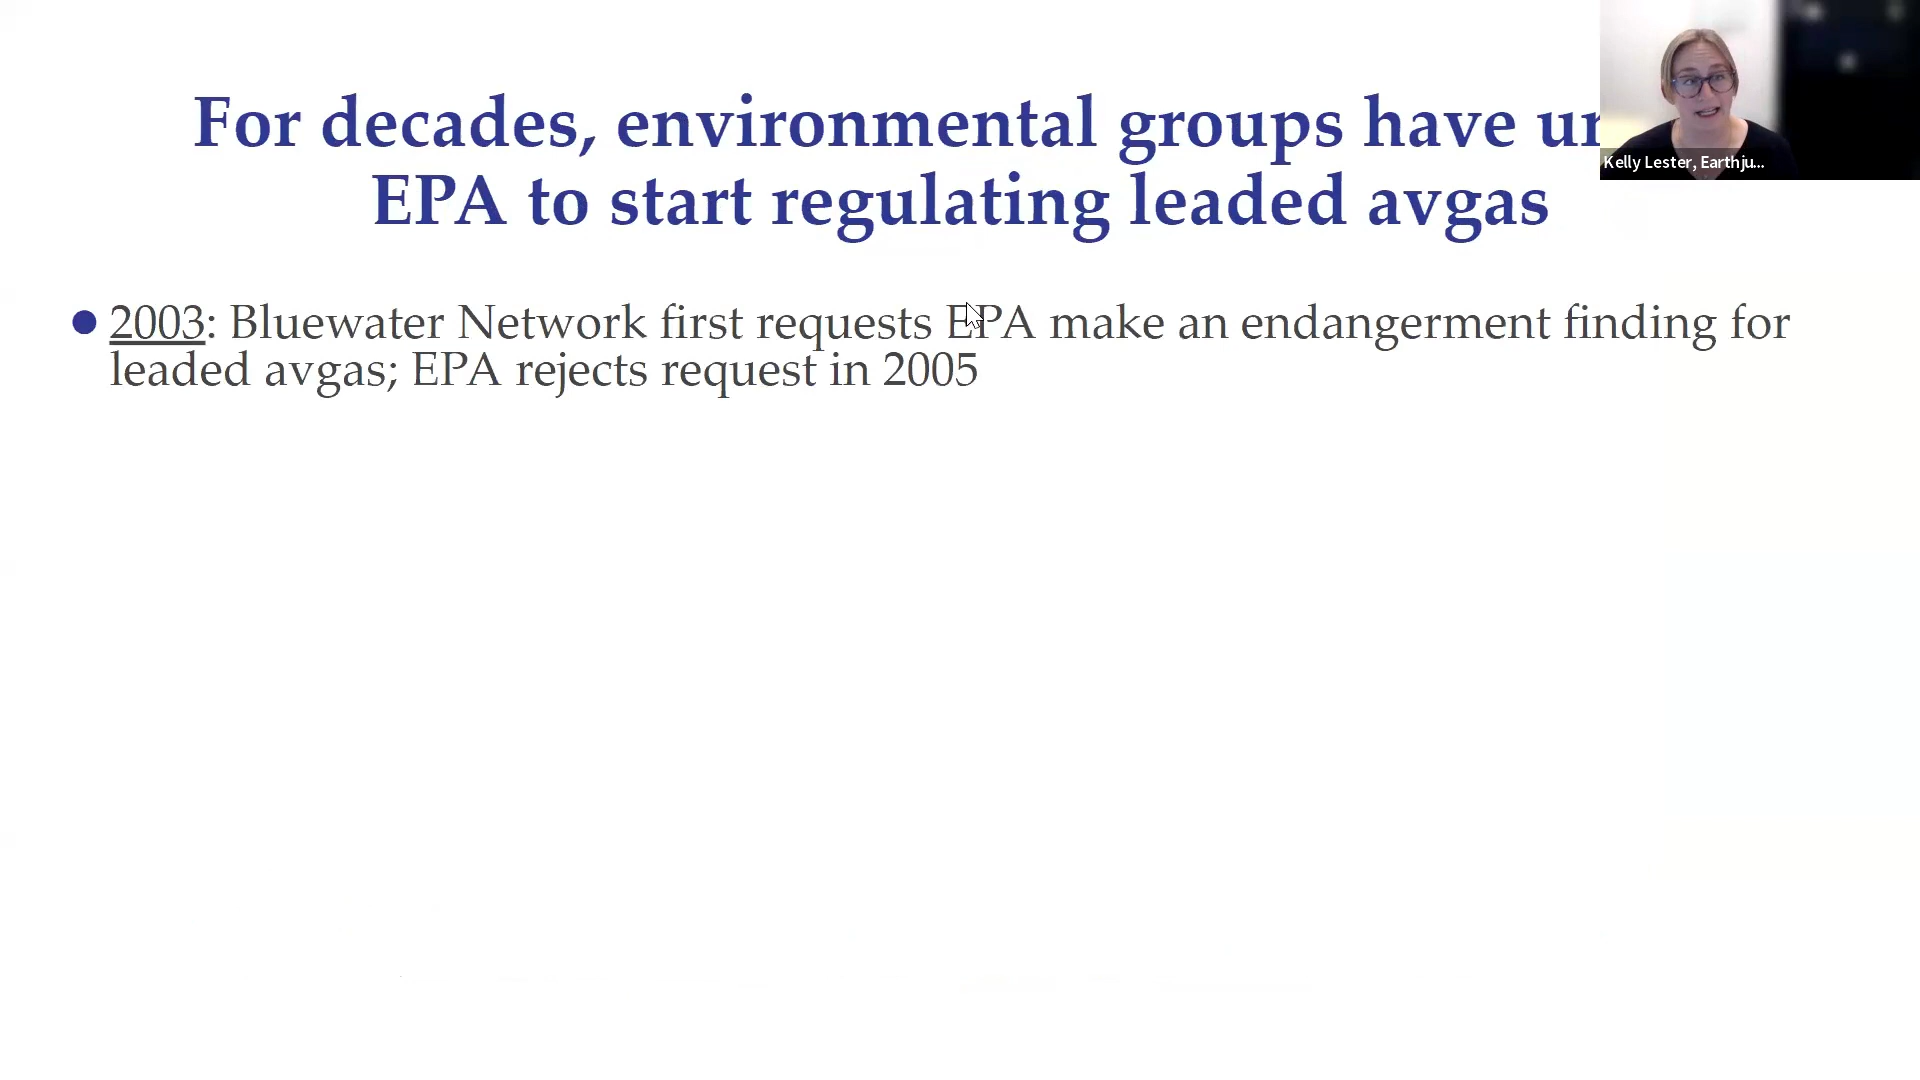 For decades, environmental groups have
EPA to start regulating leaded avgas
Kelly Lester, Earthju...
● 2003: Bluewater Network first requests EPA make an endangerment finding for
leaded avgas; EPA rejects request in 2005